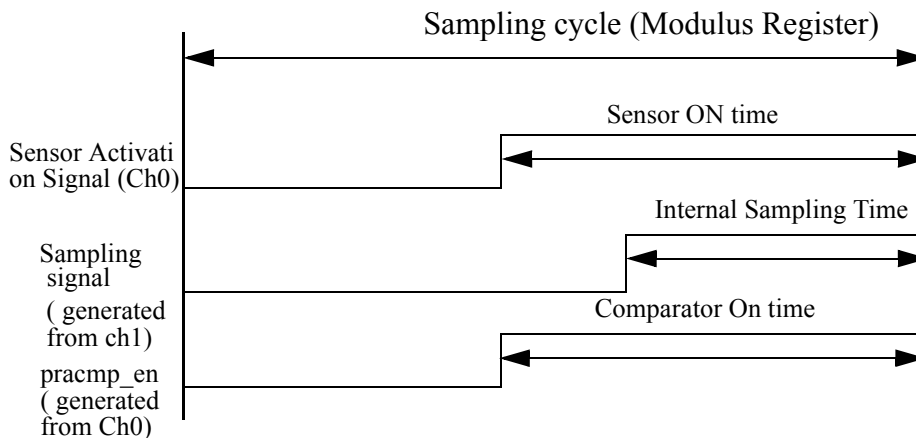 Sampling cycle (Modulus Register)
Sensor ON time
Sensor Activati
on Signal (Ch0)
Internal Sampling Time
Sampling
signal
( generated
from ch1)
Comparator On time
pracmp_en
( generated
from Ch0)